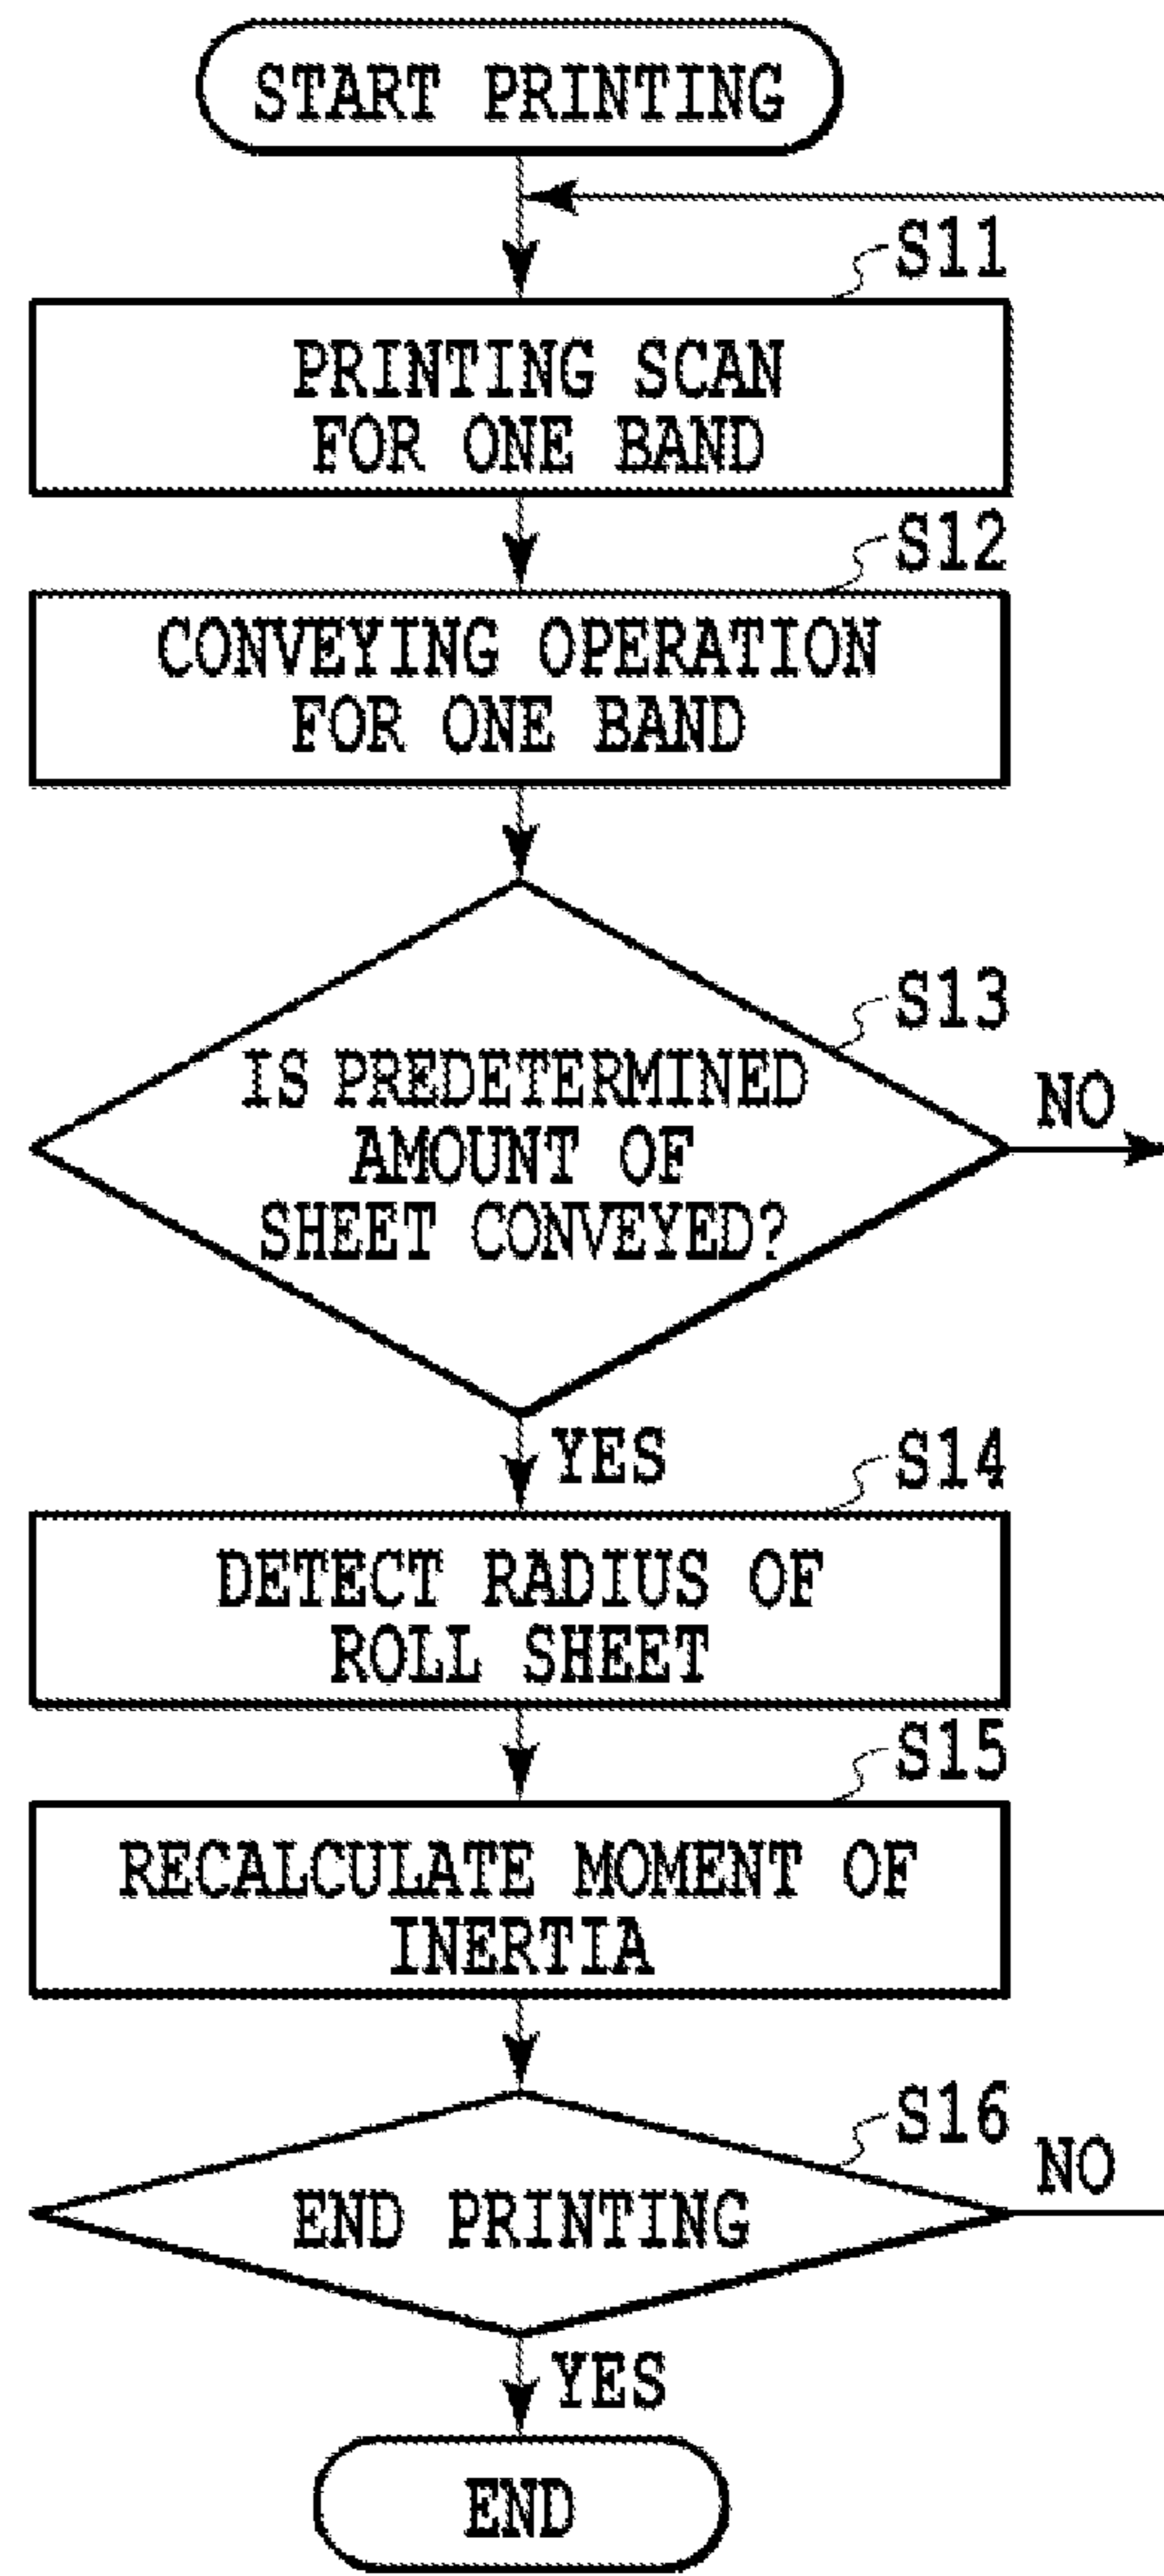 START PRINTING
S11
PRINTING SCAN
FOR ONE BAND
S12
CONVEYING OPERATION
FOR ONE BAND
S13
IS PREDETERMINED
AMOUNT OF
SHEET CONVEYED?
NO
YES
S14
DETECT RADIUS OF
ROLL SHEET
S15
RECALCULATE MOMENT OF
INERTIA
S16
END PRINTING
NO
YES
END